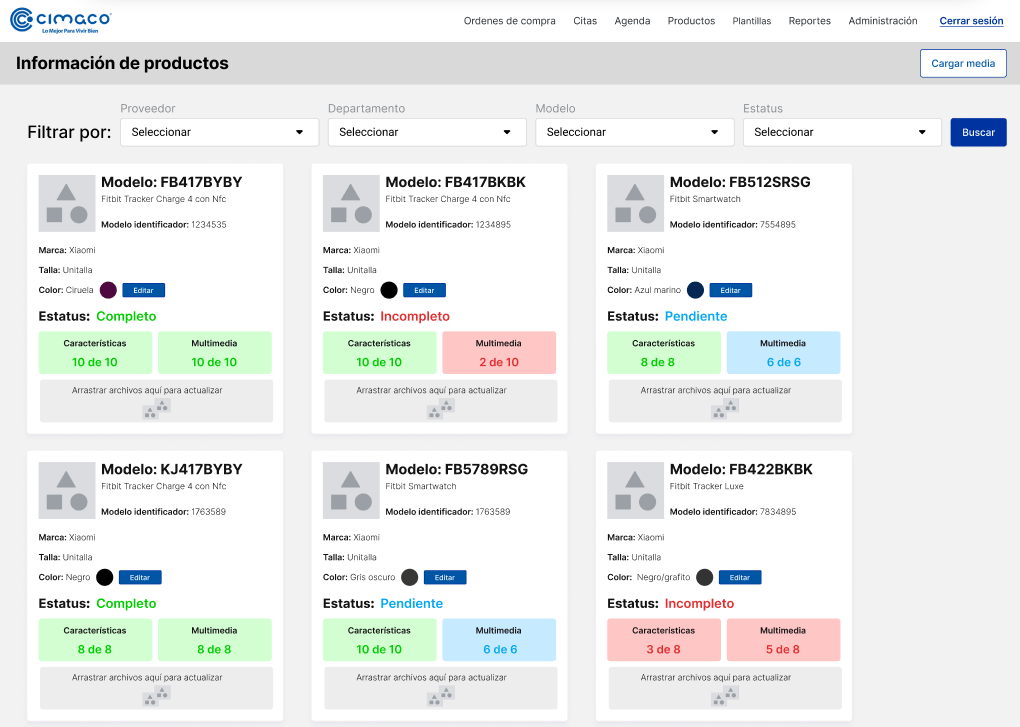 cimaco
Lo Mejor Para Vivir Bien
Ordenes de compra Citas Agenda Productos Plantillas Reportes Administración Cerrar sesión
Información de productos
Cargar media
Proveedor Departamento Modelo Estatus
Filtrar por: Seleccionar Seleccionar Seleccionar Seleccionar Buscar
Modelo: FB417BYBY
Fitbit Tracker Charge 4 con Nfc
Modelo identificador: 1234535
Marca: Xiaomi
Talla: Unitalla
Color: Ciruela Editar
Estatus: Completo
Características Multimedia
10 de 10 10 de 10
Arrastrar archivos aquí para actualizar
Modelo: FB417BKBK
Fitbit Tracker Charge 4 con Nfc
Modelo identificador: 1234895
Marca: Xiaomi
Talla: Unitalla
Color: Negro Editar
Estatus: Incompleto
Características Multimedia
10 de 10 2 de 10
Arrastrar archivos aquí para actualizar
Modelo: FB512SRSG
Fitbit Smartwatch
Modelo identificador: 7554895
Marca: Xiaomi
Talla: Unitalla
Color: Azul marino Editar
Estatus: Pendiente
Características Multimedia
8 de 8 6 de 6
Arrastrar archivos aquí para actualizar
Modelo: KJ417BYBY
Fitbit Tracker Charge 4 con Nfc
Modelo identificador: 1763589
Marca: Xiaomi
Talla: Unitalla
Color: Negro Editar
Estatus: Completo
Características Multimedia
8 de 8 8 de 8
Arrastrar archivos aquí para actualizar
Modelo: FB5789RSG
Fitbit Smartwatch
Modelo identificador: 1763589
Marca: Xiaomi
Talla: Unitalla
Color: Gris oscuro Editar
Estatus: Pendiente
Características Multimedia
10 de 10 6 de 6
Arrastrar archivos aquí para actualizar
Modelo: FB422BKBK
Fitbit Tracker Luxe
Modelo identificador: 7834895
Marca: Xiaomi
Talla: Unitalla
Color: Negro/grafito Editar
Estatus: Incompleto
Características Multimedia
3 de 8 5 de 8
Arrastrar archivos aquí para actualizar